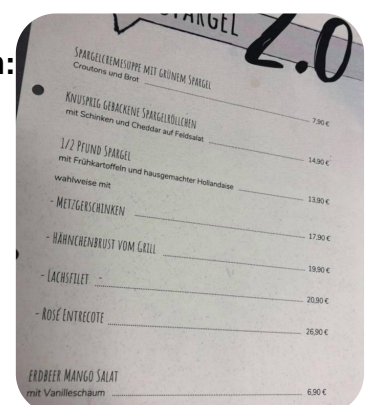 n:
SPARGEL 2.0
SPARGELCREMESUPPE MIT GRÜNEM SPARGEL
Croutons und Brot 7,90 €
KNUSPRIG GEBACKENE SPARGELRÖLLCHEN
mit Schinken und Cheddar auf Feldsalat 14,90 €
1/2 PFUND SPARGEL
mit Frühkartoffeln und hausgemachter Hollandaise 13,90 €
wahlweise mit
- METZGERSCHINKEN 17,90 €
- HÄHNCHENBRUST VOM GRILL 19,90 €
- LACHSFILET - 20,90 €
- ROSÉ ENTRECOTE 26,90 €
ERDBEER MANGO SALAT
mit Vanilleschaum 6,90 €